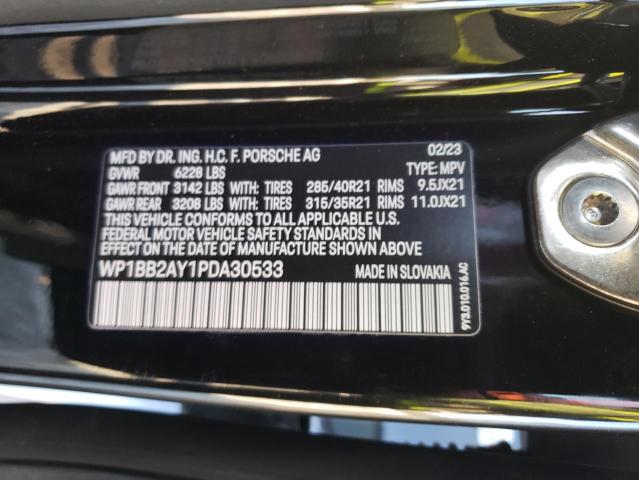 MFD BY DR. ING. H.C. F. PORSCHE AG 02/23
GVWR 6228 LBS TYPE: MPV
GAWR FRONT 3142 LBS WITH: TIRES 285/40R21 RIMS 9.5JX21
GAWR REAR 3208 LBS WITH: TIRES 315/35R21 RIMS 11.0JX21
THIS VEHICLE CONFORMS TO ALL APPLICABLE U.S.
FEDERAL MOTOR VEHICLE SAFETY STANDARDS IN
EFFECT ON THE DATE OF MANUFACTURE SHOWN ABOVE.
WP1BB2AY1PDA30533 MADE IN SLOVAKIA
9Y3.010.016.AC